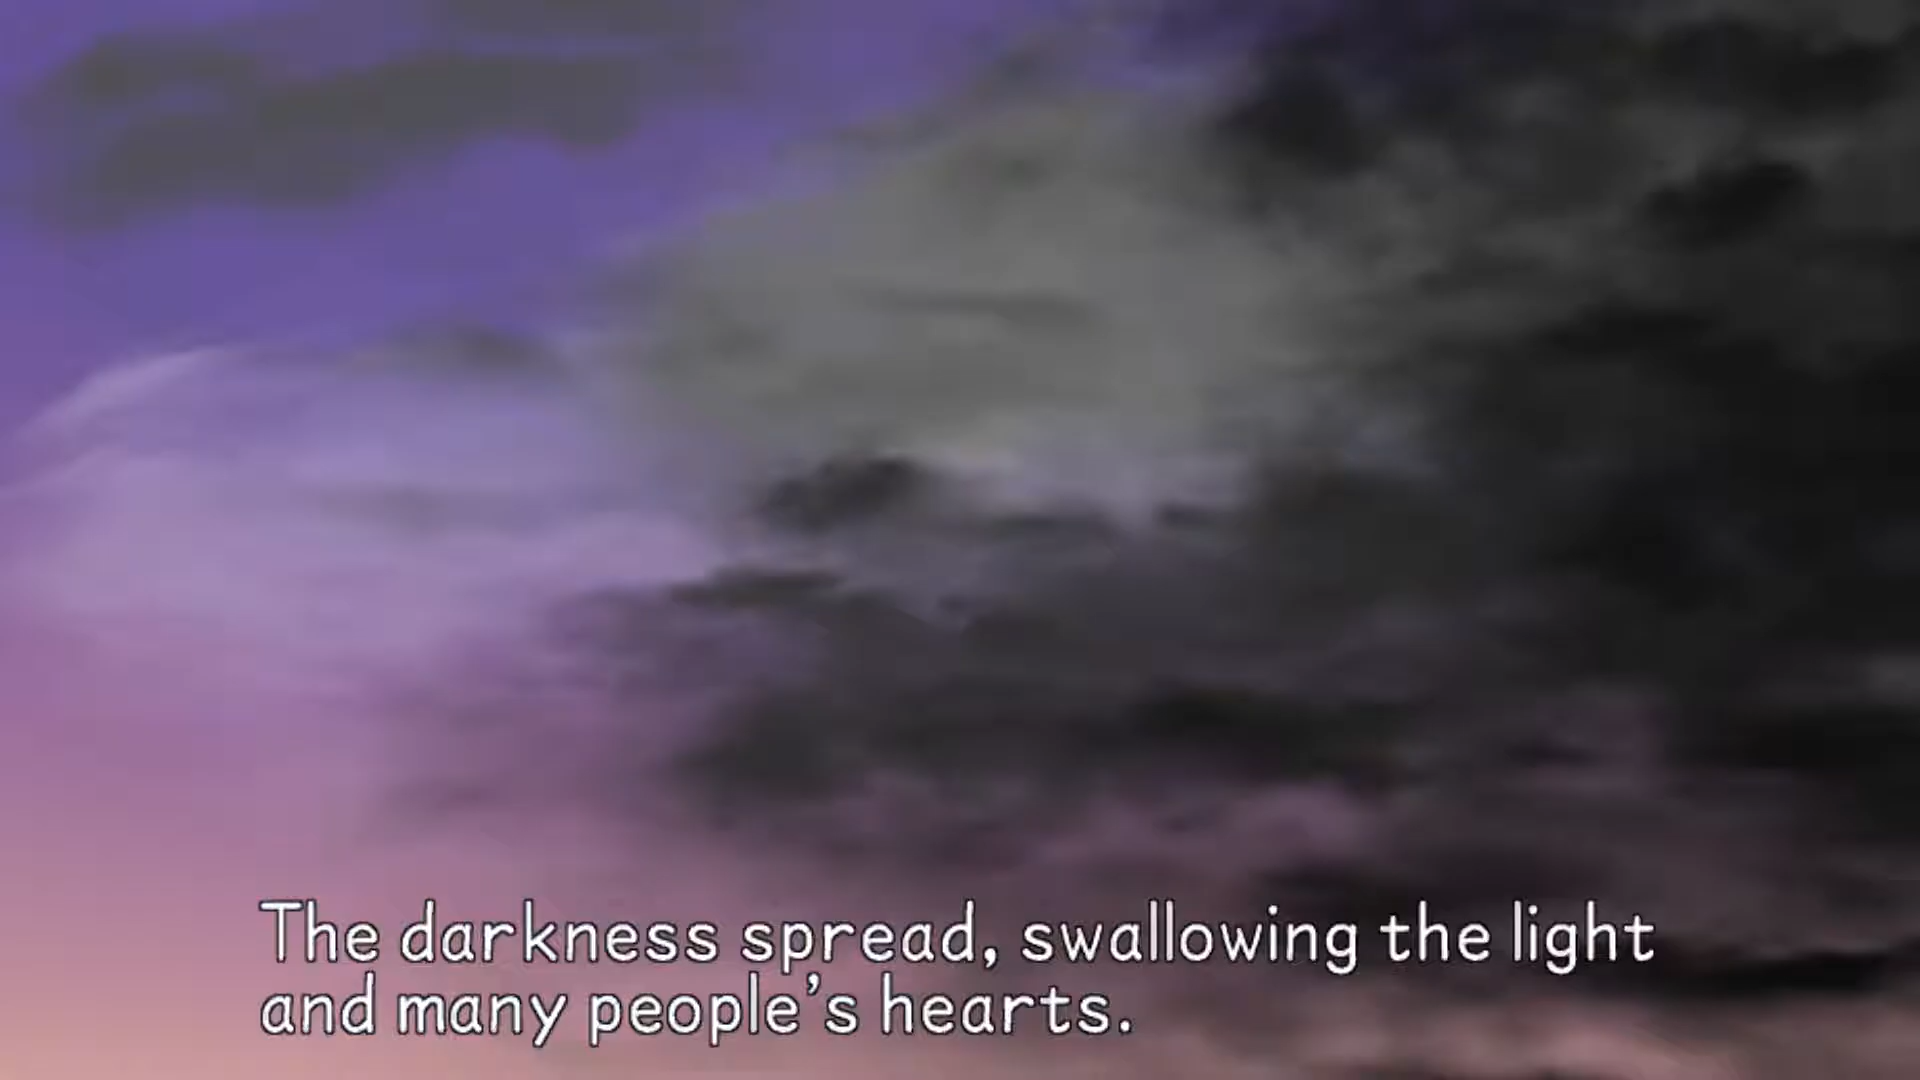 The darkness spread, swallowing the light
and many people's hearts.